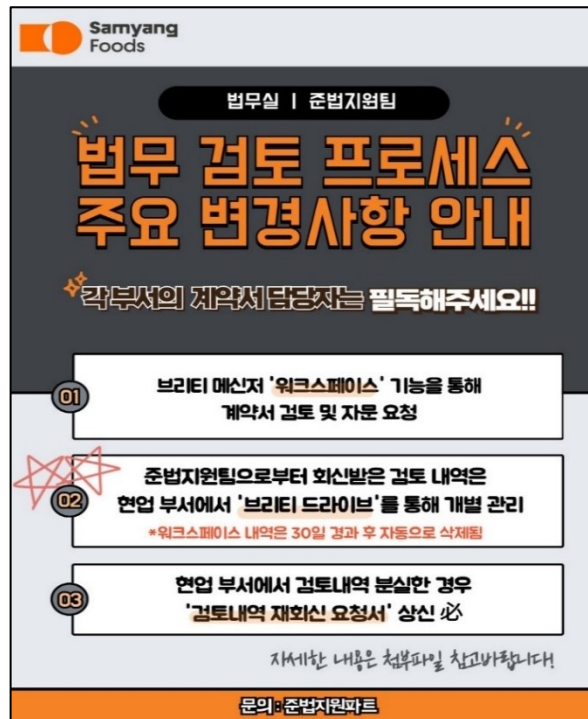 Samyang
Foods
법무실 | 준법지원팀
법무 검토 프로세스
주요 변경사항 안내
각 부서의 계약서 담당자는 필독해주세요!!
01
브리티 메신저 '워크스페이스' 기능을 통해
계약서 검토 및 자문 요청
02
준법지원팀으로부터 회신받은 검토 내역은
현업 부서에서 '브리티 드라이브'를 통해 개별 관리
*워크스페이스 내역은 30일 경과 후 자동으로 삭제됨
03
현업 부서에서 검토내역 분실한 경우
'검토내역 재회신 요청서' 상신 必
자세한 내용은 첨부파일 참고바랍니다!
문의 : 준법지원파트